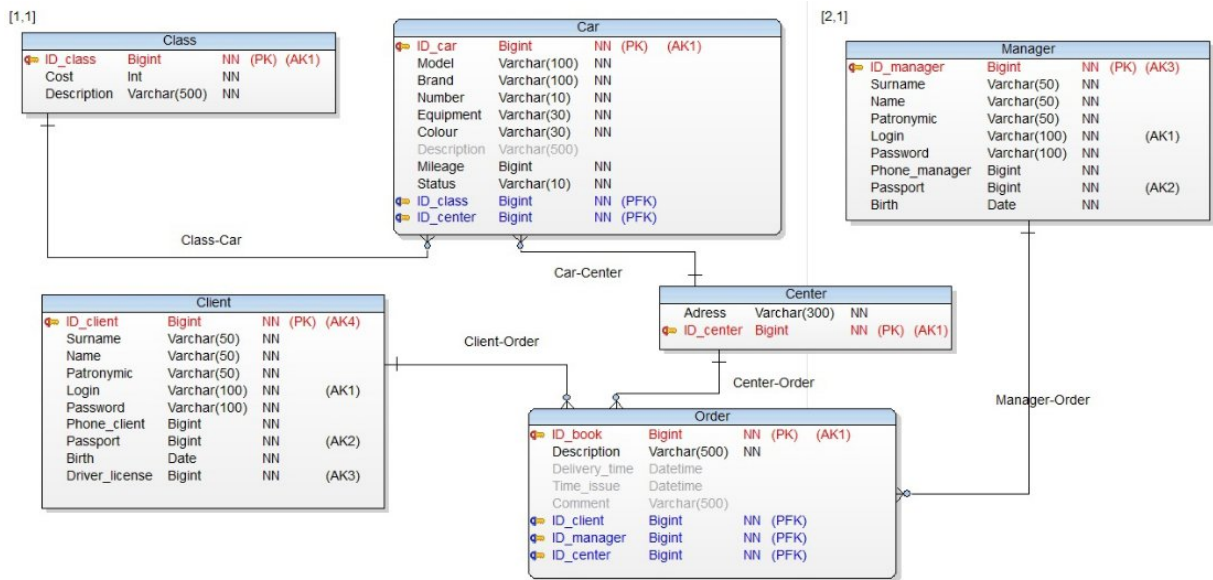 [1,1]
[2,1]
Class
ID_class Bigint NN (PK) (AK1)
Cost Int NN
Description Varchar(500) NN
Car
ID_car Bigint NN (PK) (AK1)
Model Varchar(100) NN
Brand Varchar(100) NN
Number Varchar(10) NN
Equipment Varchar(30) NN
Colour Varchar(30) NN
Description Varchar(500)
Mileage Bigint NN
Status Varchar(10) NN
ID_class Bigint NN (PFK)
ID_center Bigint NN (PFK)
Manager
ID_manager Bigint NN (PK) (AK3)
Surname Varchar(50) NN
Name Varchar(50) NN
Patronymic Varchar(50) NN
Login Varchar(100) NN (AK1)
Password Varchar(100) NN
Phone_manager Bigint NN
Passport Bigint NN (AK2)
Birth Date NN
Class-Car
Car-Center
Center
Adress Varchar(300) NN
ID_center Bigint NN (PK) (AK1)
Client
ID_client Bigint NN (PK) (AK4)
Surname Varchar(50) NN
Name Varchar(50) NN
Patronymic Varchar(50) NN
Login Varchar(100) NN (AK1)
Password Varchar(100) NN
Phone_client Bigint NN
Passport Bigint NN (AK2)
Birth Date NN
Driver_license Bigint NN (AK3)
Client-Order
Center-Order
Manager-Order
Order
ID_book Bigint NN (PK) (AK1)
Description Varchar(500) NN
Delivery_time Datetime
Time_issue Datetime
Comment Varchar(500)
ID_client Bigint NN (PFK)
ID_manager Bigint NN (PFK)
ID_center Bigint NN (PFK)